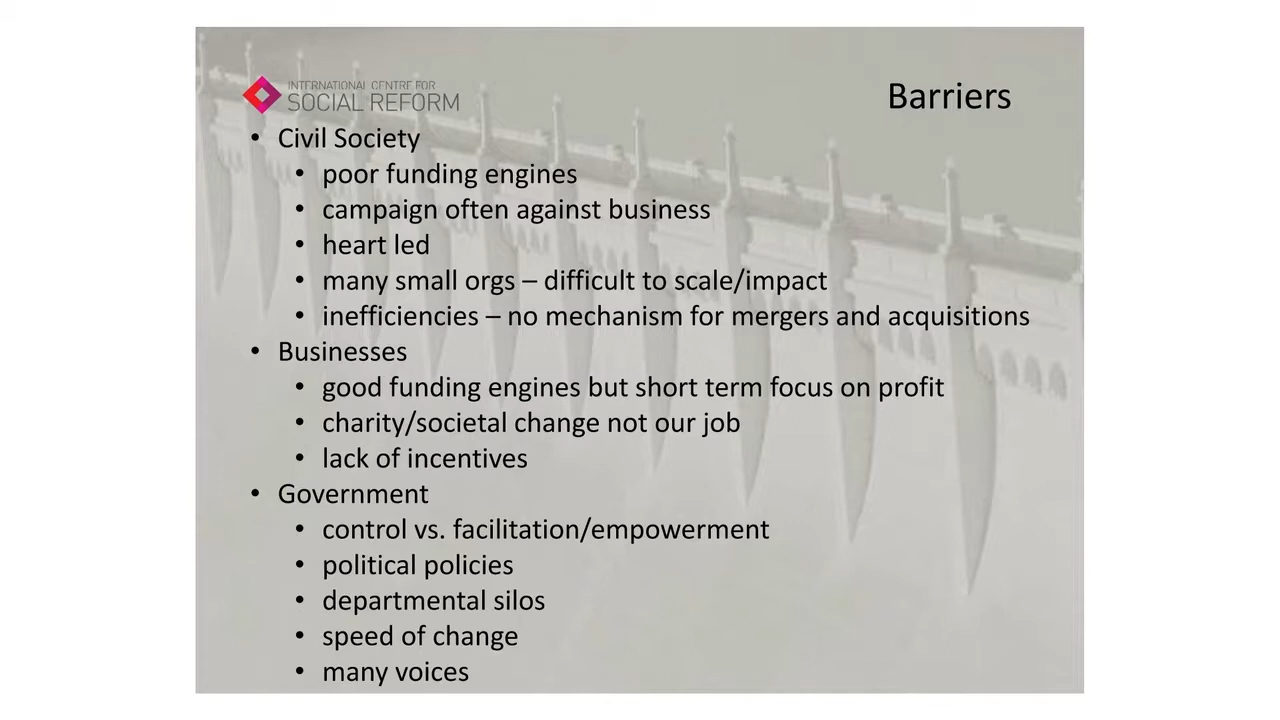 INTERNATIONAL CENTRE FOR
SOCIAL REFORM
Barriers
• Civil Society
• poor funding engines
• campaign often against business
• heart led
• many small orgs – difficult to scale/impact
• inefficiencies – no mechanism for mergers and acquisitions
• Businesses
• good funding engines but short term focus on profit
• charity/societal change not our job
• lack of incentives
• Government
• control vs. facilitation/empowerment
• political policies
• departmental silos
• speed of change
• many voices